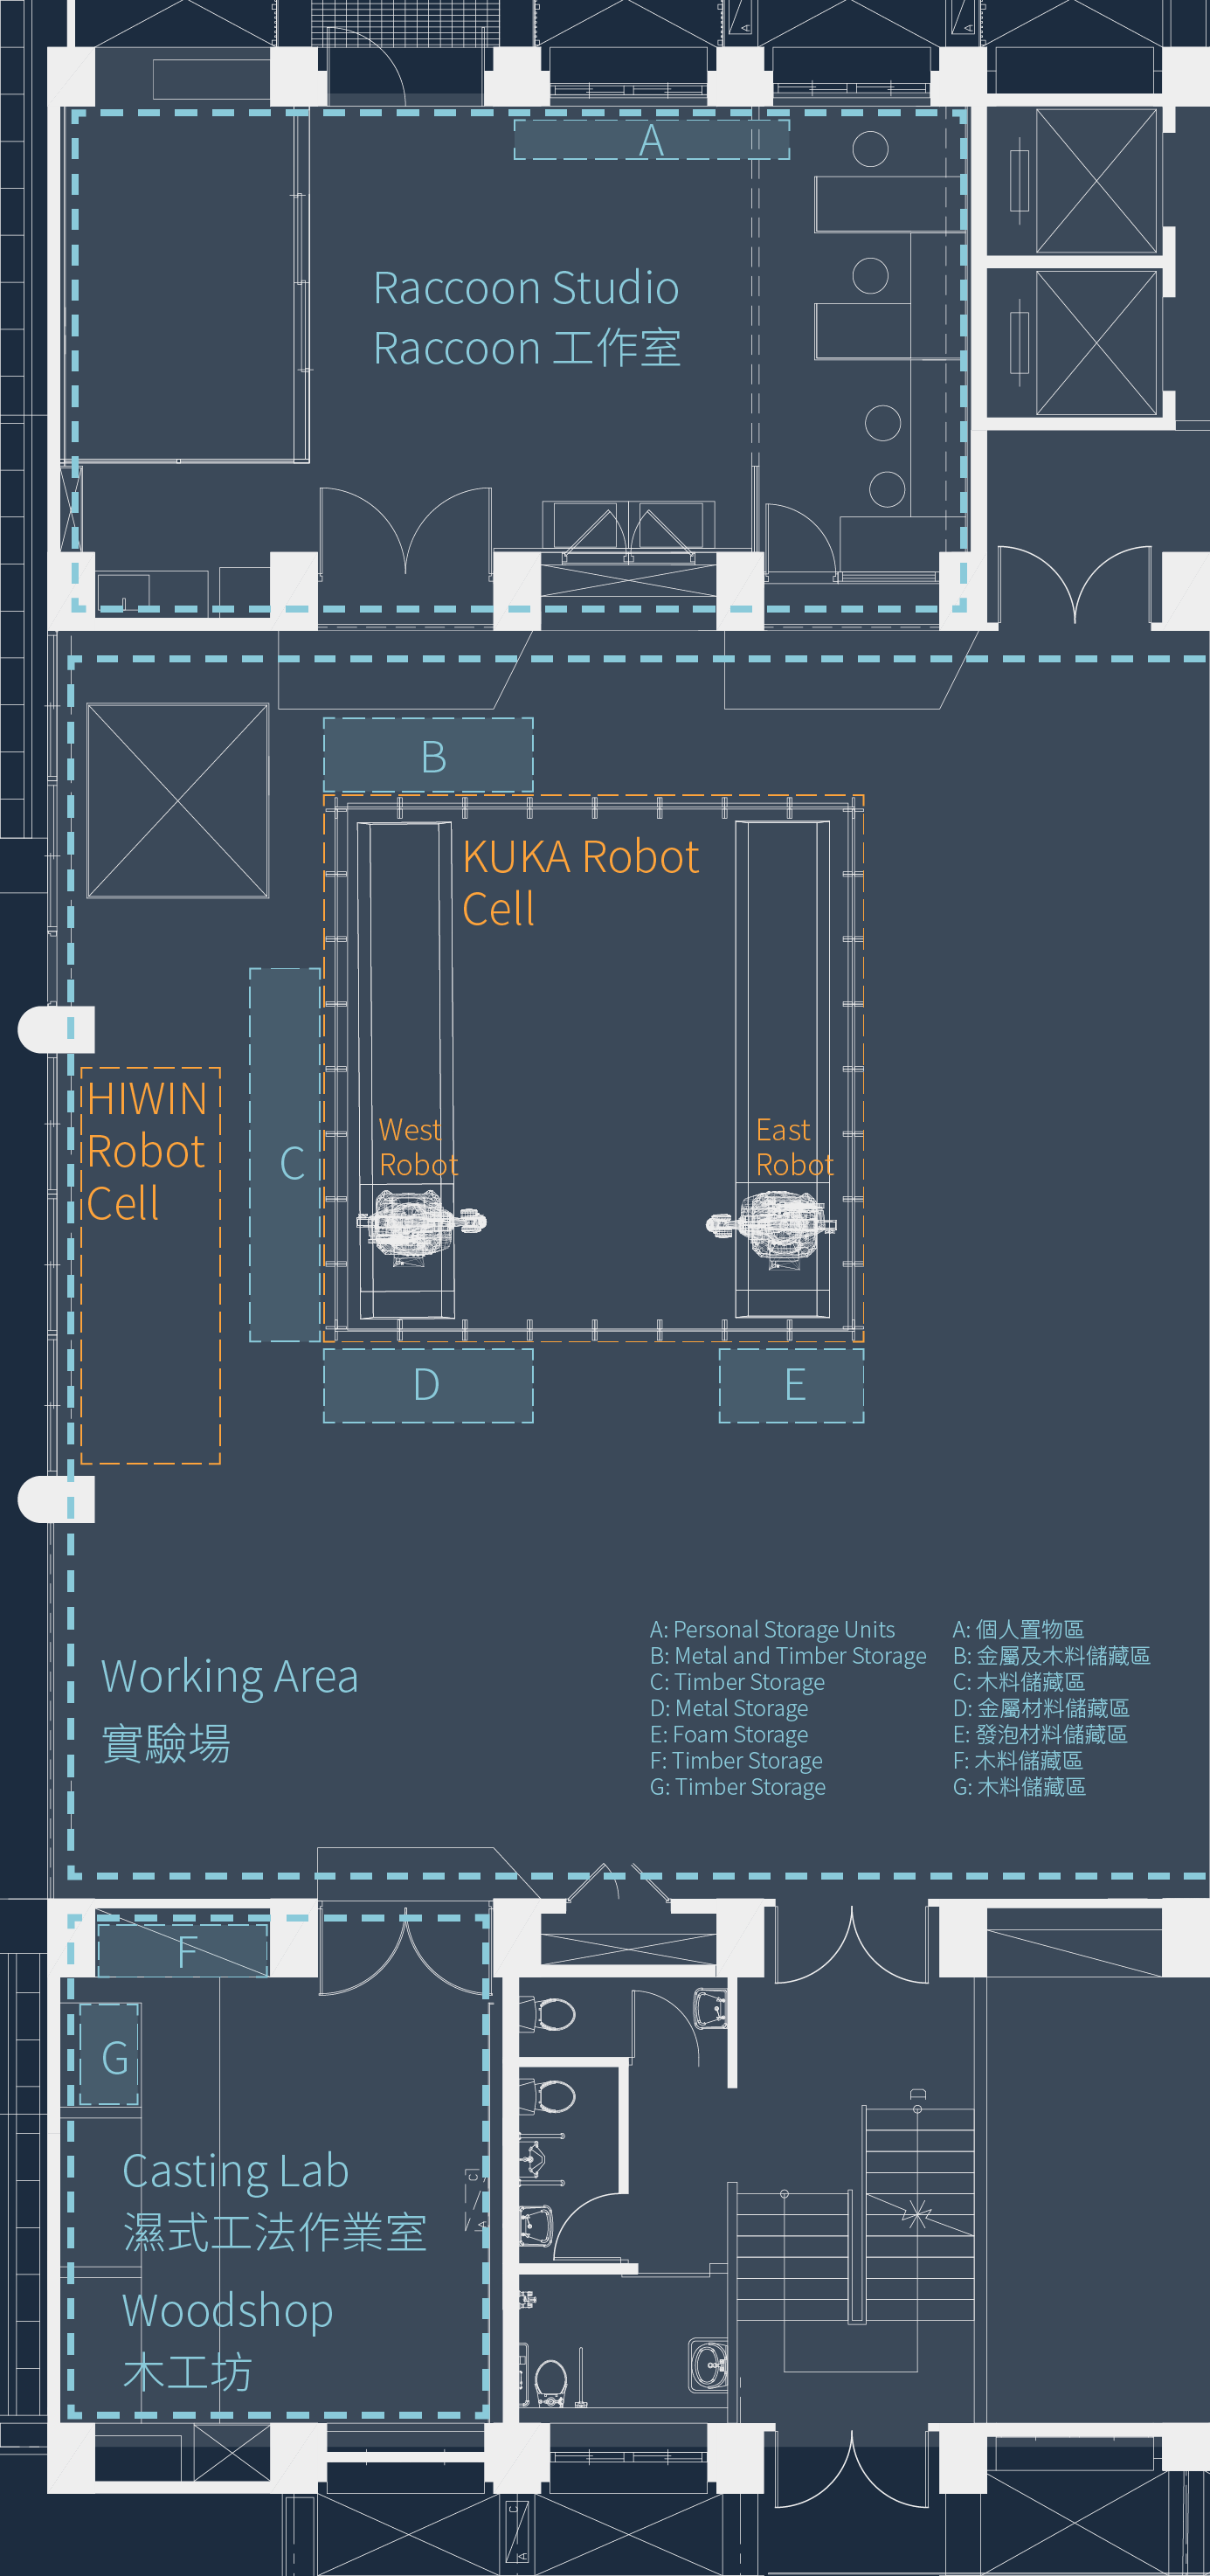 A
A
A
Raccoon Studio
Raccoon 工作室
B
KUKA Robot
Cell
HIWIN
Robot
Cell
C
West
Robot
East
Robot
D
E
A: Personal Storage Units
B: Metal and Timber Storage
C: Timber Storage
D: Metal Storage
E: Foam Storage
F: Timber Storage
G: Timber Storage
A: 個人置物區
B: 金屬及木料儲藏區
C: 木料儲藏區
D: 金屬材料儲藏區
E: 發泡材料儲藏區
F: 木料儲藏區
G: 木料儲藏區
Working Area
實驗場
F
G
D
Casting Lab
濕式工法作業室
C
A
Woodshop
木工坊
C
A